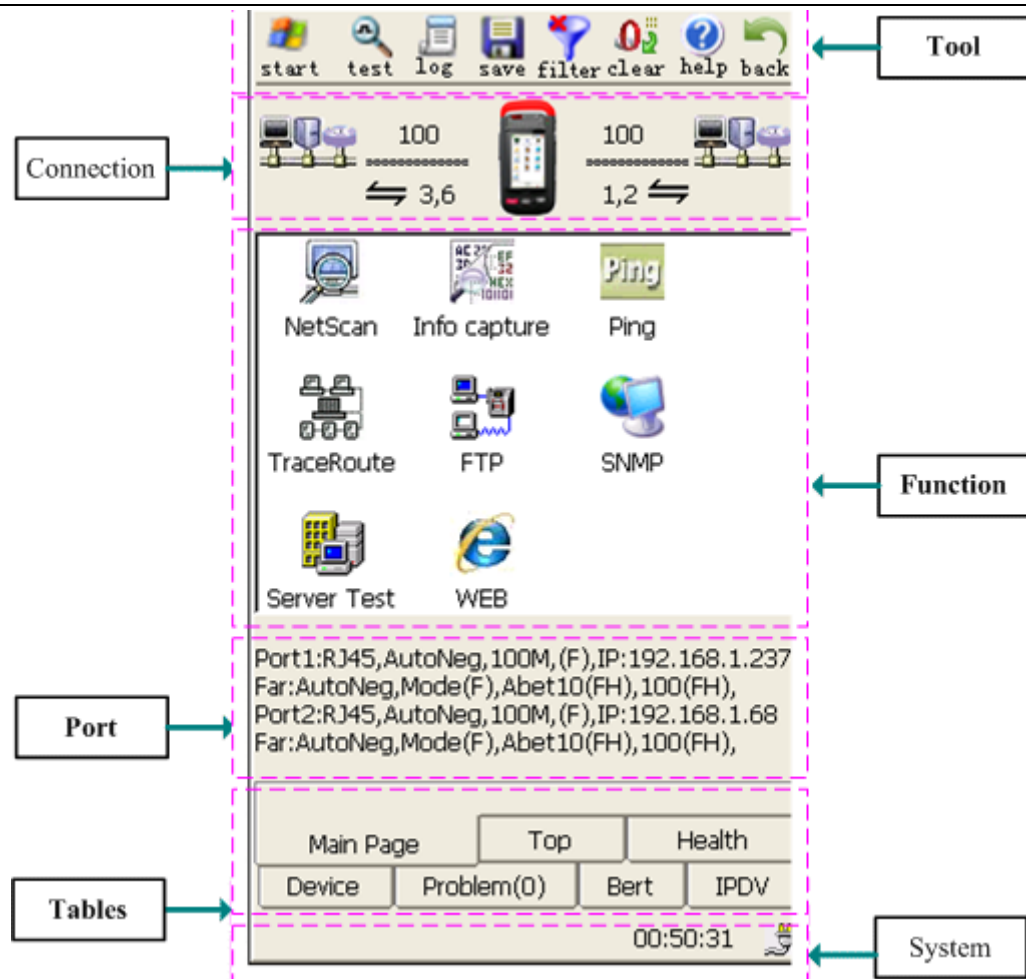 start test log save filter clear help back
Tool
Connection
100 100
3,6 1,2
Ping
NetScan Info capture Ping
TraceRoute FTP SNMP
Function
Server Test WEB
Port1:RJ45,AutoNeg,100M,(F),IP:192.168.1.237
Far:AutoNeg,Mode(F),Abet10(FH),100(FH),
Port2:RJ45,AutoNeg,100M,(F),IP:192.168.1.68
Far:AutoNeg,Mode(F),Abet10(FH),100(FH),
Port
Main Page Top Health
Device Problem(0) Bert IPDV
Tables
00:50:31
System